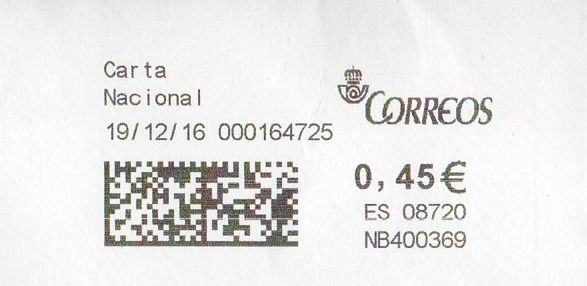 Carta
Nacional
19/12/16 000164725
CORREOS
0,45€
ES 08720
NB400369